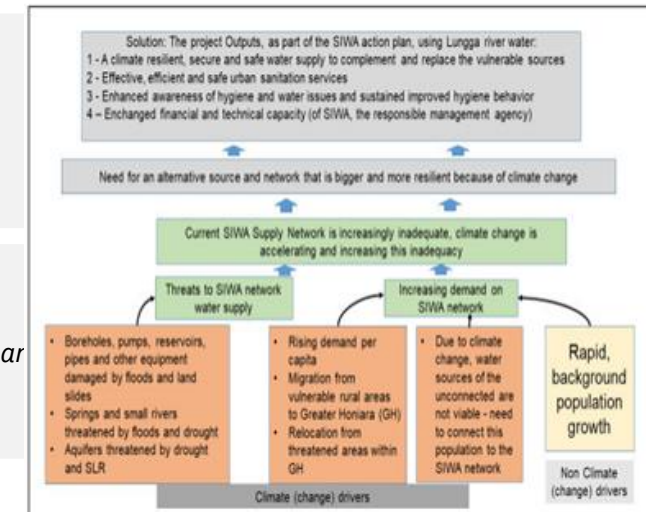 Solution: The project Outputs, as part of the SIWA action plan, using Lungga river water:
1 - A climate resilient, secure and safe water supply to complement and replace the vulnerable sources
2 - Effective, efficient and safe urban sanitation services
3 - Enhanced awareness of hygiene and water issues and sustained improved hygiene behavior
4 – Enchanged financial and technical capacity (of SIWA, the responsible management agency)
Need for an alternative source and network that is bigger and more resilient because of climate change
Current SIWA Supply Network is increasingly inadequate, climate change is
accelerating and increasing this inadequacy
Threats to SIWA network
water supply
Increasing demand on
SIWA network
• Boreholes, pumps, reservoirs,
pipes and other equipment
damaged by floods and land
slides
• Springs and small rivers
threatened by floods and drought
• Aquifers threatened by drought
and SLR
• Rising demand per
capita
• Migration from
vulnerable rural areas
to Greater Honiara (GH)
• Relocation from
threatened areas within
GH
• Due to climate
change, water
sources of the
unconnected are
not viable - need
to connect this
population to the
SIWA network
Rapid,
background
population
growth
Climate (change) drivers
Non Climate
(change) drivers